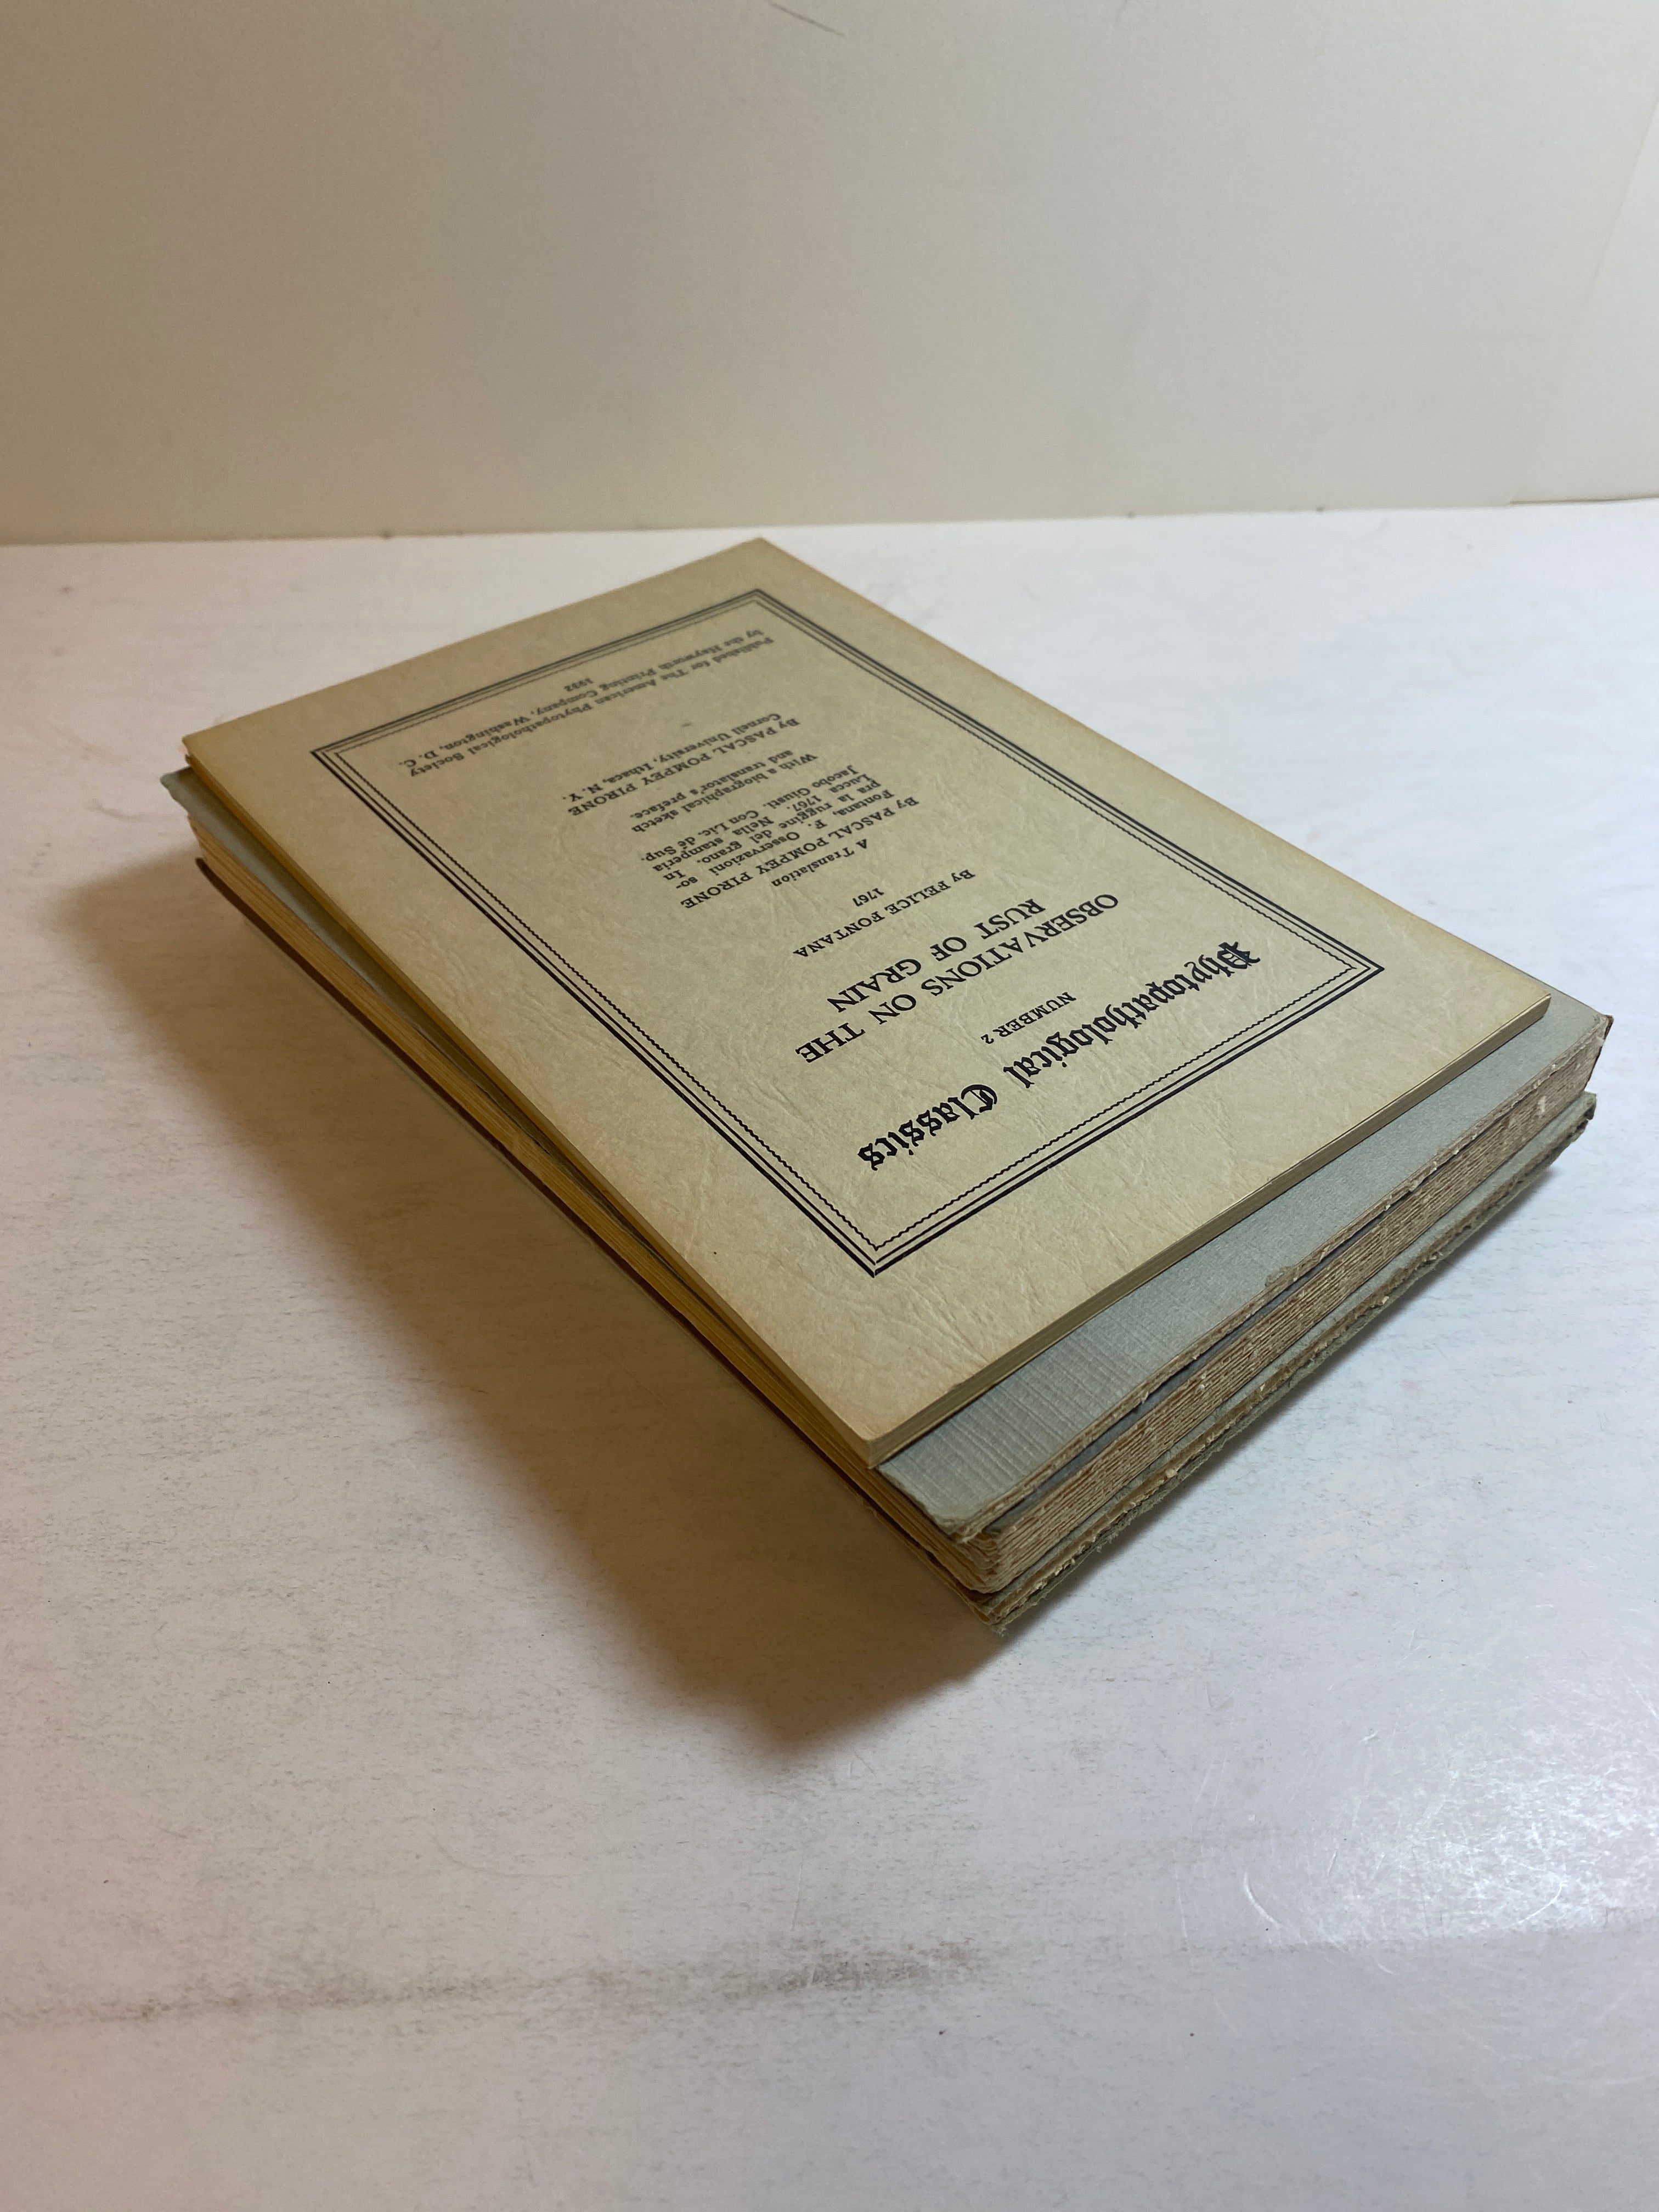 Phytopathological Classics
NUMBER 2
OBSERVATIONS ON THE
RUST OF GRAIN
By FELICE FONTANA
1767
A Translation
By PASCAL POMPEY PIRONE
Fontana, F. Osservazioni so-
pra la ruggine del grano. In
Lucca 1767. Nella stamperia
Jacobo Giusti. Con Lic. dé Sup.
With a biographical sketch
and translator's preface.
By PASCAL POMPEY PIRONE
Cornell University, Ithaca, N. Y.
Published for The American Phytopathological Society
by the Hayworth Printing Company, Washington, D. C.
1932